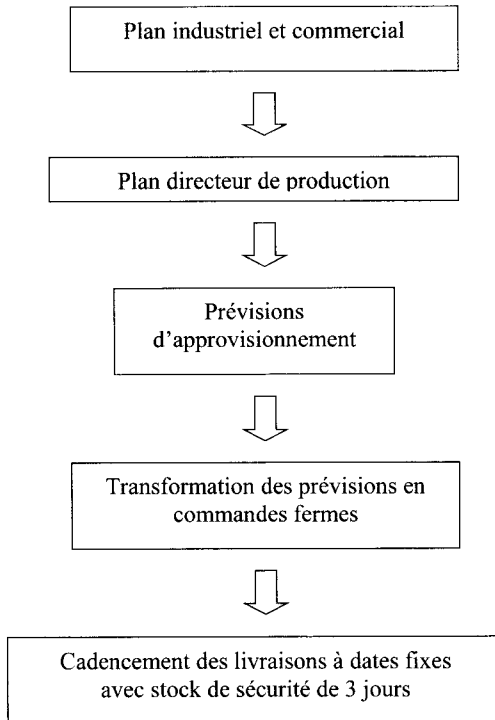 Plan industriel et commercial
Plan directeur de production
Prévisions
d'approvisionnement
Transformation des prévisions en
commandes fermes
Cadencement des livraisons à dates fixes
avec stock de sécurité de 3 jours